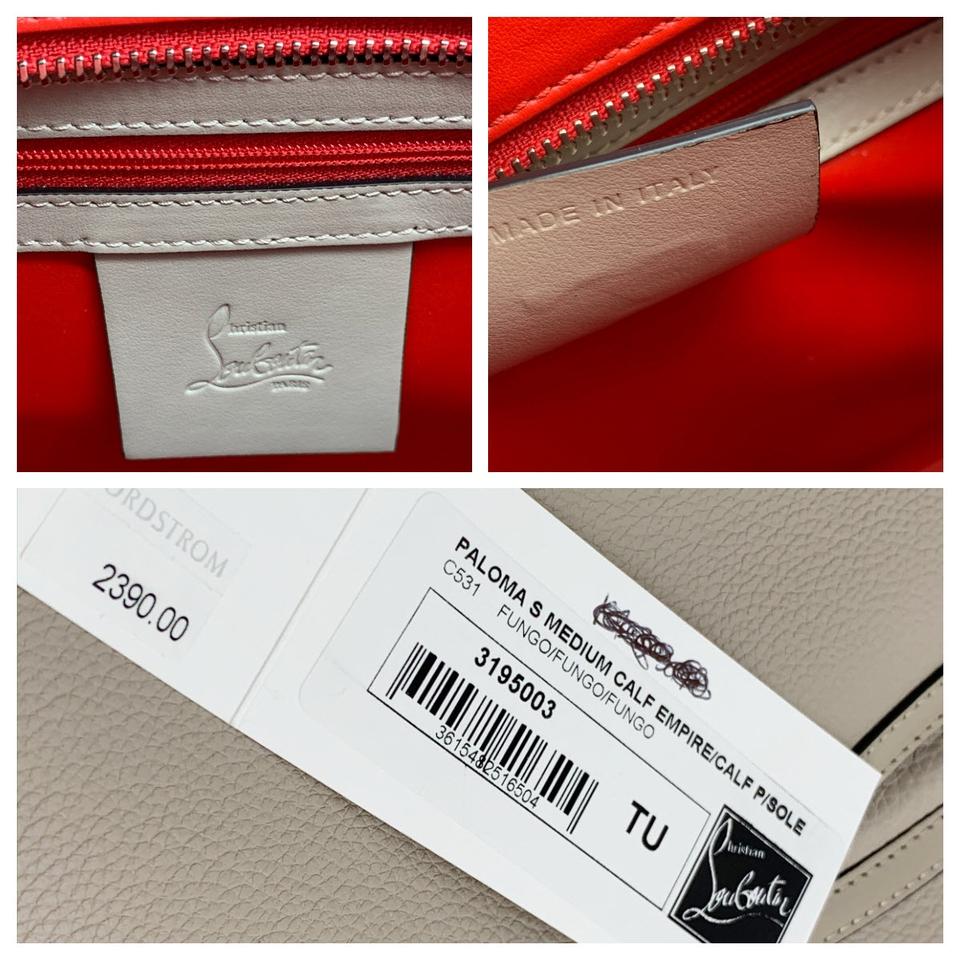 Christian
Louboutin
PARIS
MADE IN ITALY
NORDSTROM
2390.00
PALOMA S MEDIUM CALF EMPIRE/CALF P/SOLE
C531 FUNGO/FUNGO/FUNGO
3195003
3615482516504
TU
Christian
Louboutin